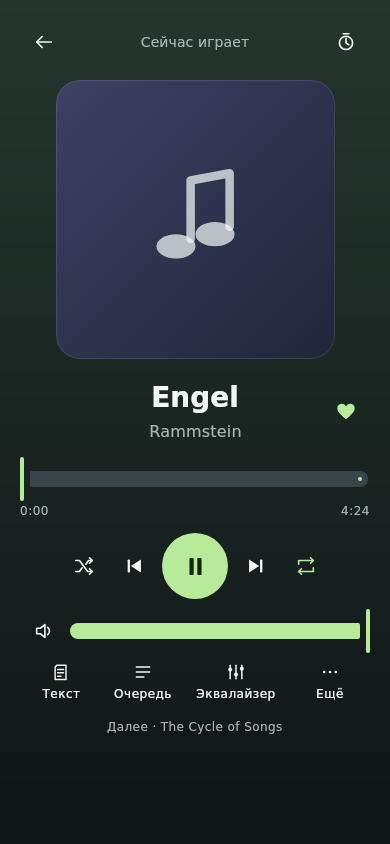 Сейчас играет
Engel
Rammstein
0:00 4:24
Текст Очередь Эквалайзер Ещё
Далее · The Cycle of Songs